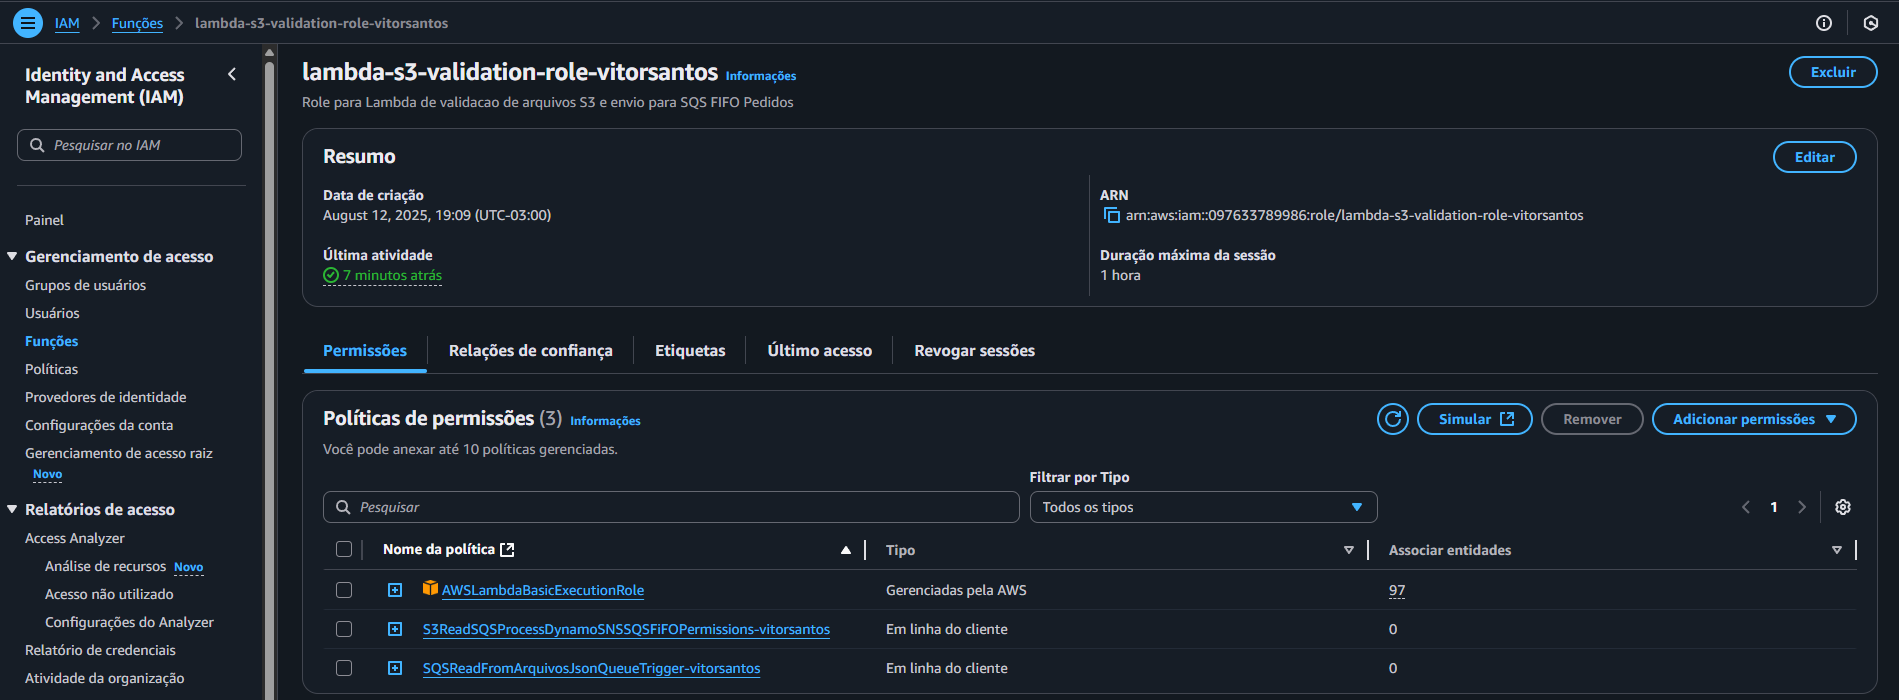 IAM > Funções > lambda-s3-validation-role-vitorsantos
Identity and Access
Management (IAM)
Pesquisar no IAM
Painel
Gerenciamento de acesso
Grupos de usuários
Usuários
Funções
Políticas
Provedores de identidade
Configurações da conta
Gerenciamento de acesso raiz
Novo
Relatórios de acesso
Access Analyzer
Análise de recursos Novo
Acesso não utilizado
Configurações do Analyzer
Relatório de credenciais
Atividade da organização
lambda-s3-validation-role-vitorsantos Informações
Excluir
Role para Lambda de validacao de arquivos S3 e envio para SQS FIFO Pedidos
Resumo
Editar
Data de criação
August 12, 2025, 19:09 (UTC-03:00)
Última atividade
7 minutos atrás
ARN
arn:aws:iam::097633789986:role/lambda-s3-validation-role-vitorsantos
Duração máxima da sessão
1 hora
Permissões Relações de confiança Etiquetas Último acesso Revogar sessões
Políticas de permissões (3) Informações
Simular Remover Adicionar permissões
Você pode anexar até 10 políticas gerenciadas.
Filtrar por Tipo
Pesquisar Todos os tipos 1
Nome da política Tipo Associar entidades
AWSLambdaBasicExecutionRole Gerenciadas pela AWS 97
S3ReadSQSProcessDynamoSNSSQSFiFOPermissions-vitorsantos Em linha do cliente 0
SQSReadFromArquivosJsonQueueTrigger-vitorsantos Em linha do cliente 0